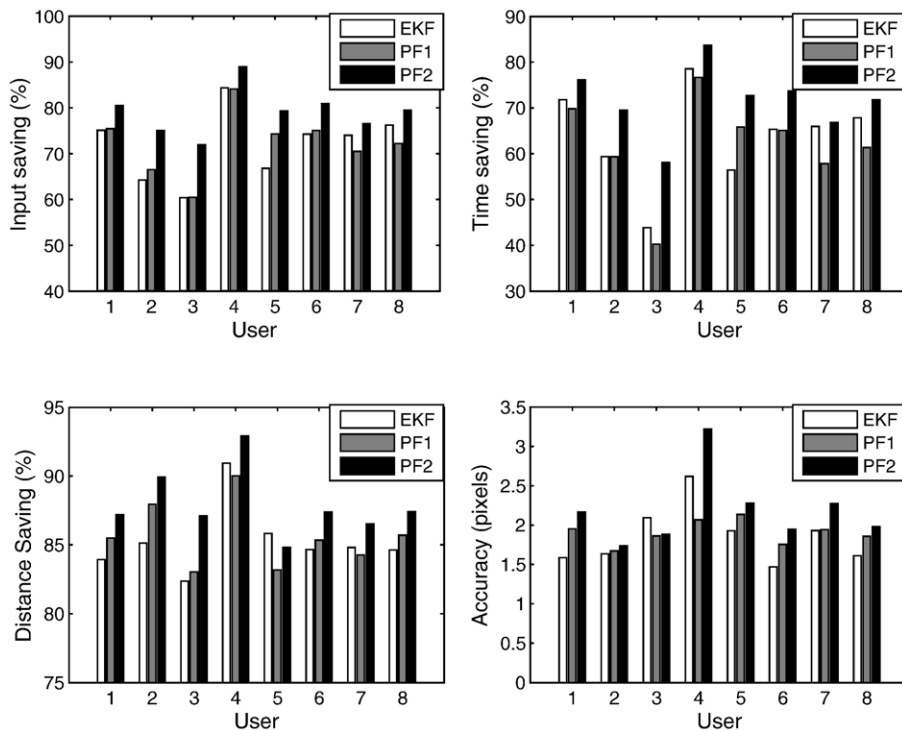 Input saving (%)
100
90
80
70
60
50
40
1 2 3 4 5 6 7 8
User
EKF
PF1
PF2
Time saving (%)
90
80
70
60
50
40
30
1 2 3 4 5 6 7 8
User
EKF
PF1
PF2
Distance Saving (%)
95
90
85
80
75
1 2 3 4 5 6 7 8
User
EKF
PF1
PF2
Accuracy (pixels)
3.5
3
2.5
2
1.5
1
0.5
0
1 2 3 4 5 6 7 8
User
EKF
PF1
PF2